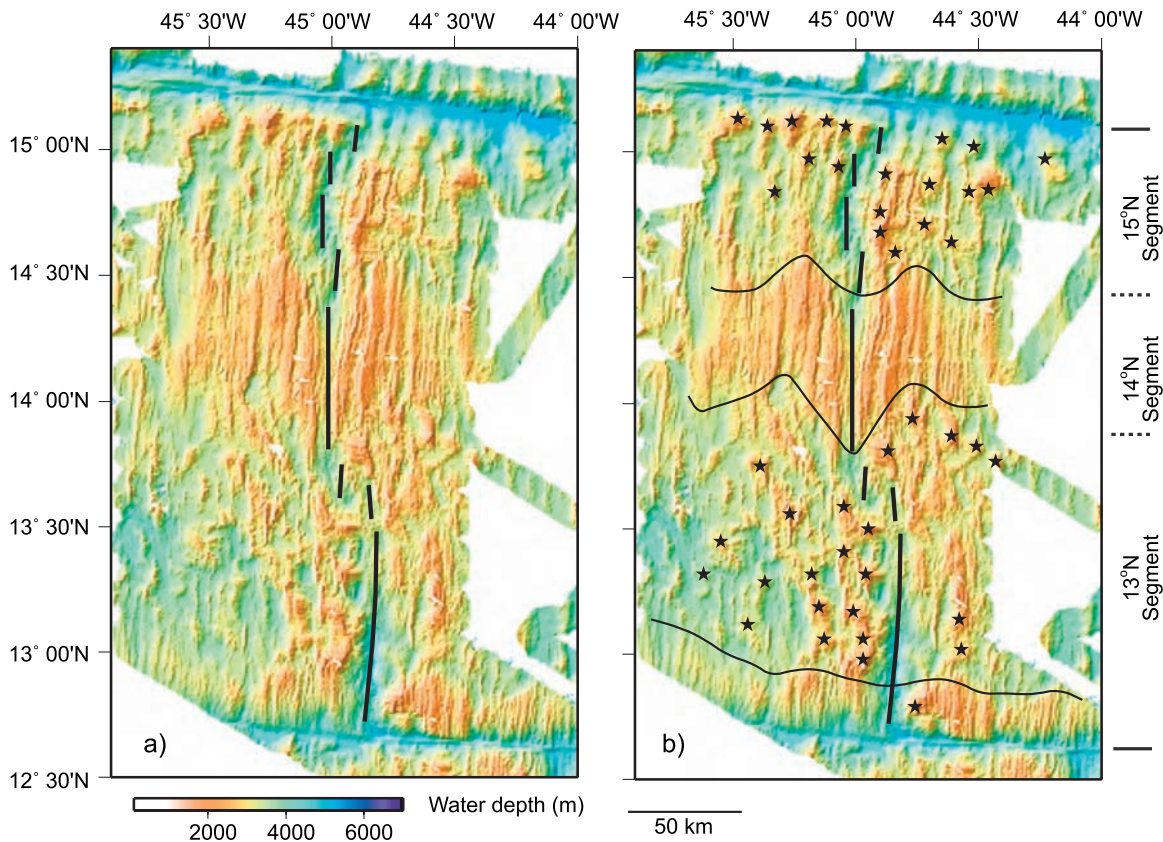 45˚ 30'W 45˚ 00'W 44˚ 30'W 44˚ 00'W
45˚ 30'W 45˚ 00'W 44˚ 30'W 44˚ 00'W
15˚ 00'N
14˚ 30'N
14˚ 00'N
13˚ 30'N
13˚ 00'N
12˚ 30'N
15°N
Segment
14°N
Segment
13°N
Segment
a)
b)
Water depth (m)
2000 4000 6000
50 km